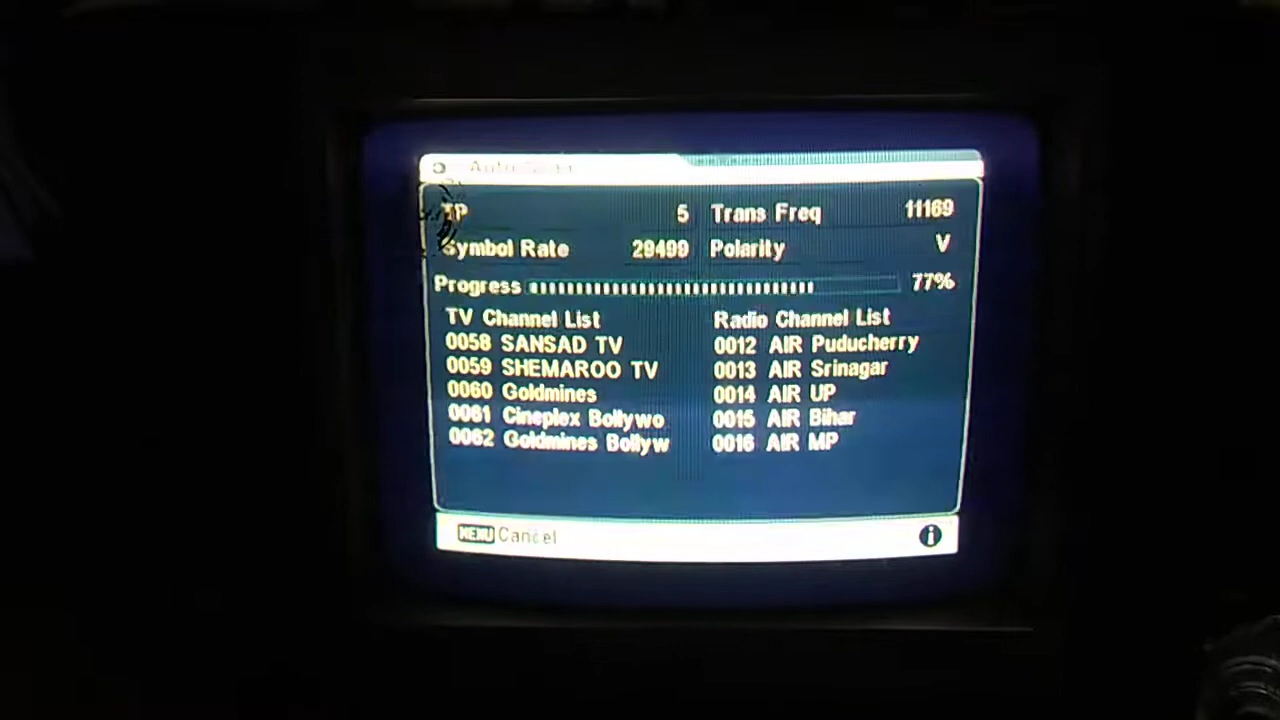 Auto Scan
TP 5 Trans Freq 11169
Symbol Rate 29499 Polarity V
Progress 77%
TV Channel List Radio Channel List
0058 SANSAD TV 0012 AIR Puducherry
0059 SHEMAROO TV 0013 AIR Srinagar
0060 Goldmines 0014 AIR UP
0061 Cineplex Bollywo 0015 AIR Bihar
0062 Goldmines Bollyw 0016 AIR MP
MENU Cancel i